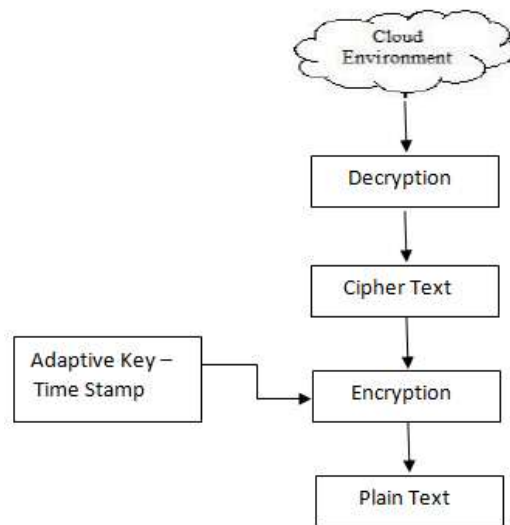 Cloud
Environment
Decryption
Cipher Text
Adaptive Key –
Time Stamp
Encryption
Plain Text